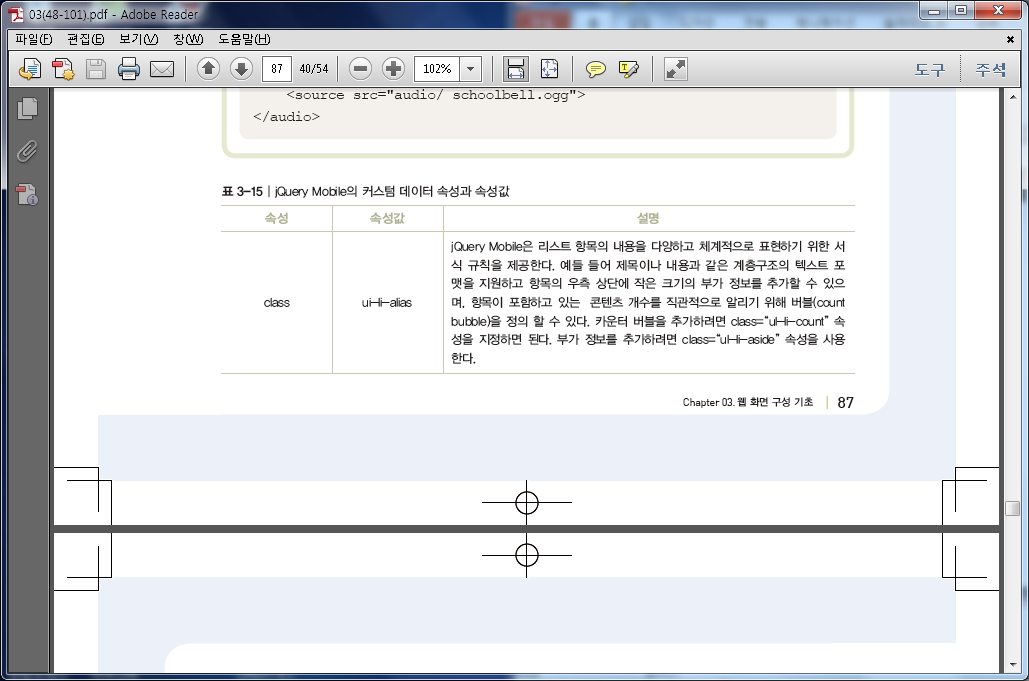 03(48-101).pdf - Adobe Reader
파일(F) 편집(E) 보기(V) 창(W) 도움말(H)
87 40/54 102% 도구 주석
<source src="audio/ schoolbell.ogg">
</audio>
표 3-15 | jQuery Mobile의 커스텀 데이터 속성과 속성값
속성 속성값 설명
jQuery Mobile은 리스트 항목의 내용을 다양하고 체계적으로 표현하기 위한 서
식 규칙을 제공한다. 예들 들어 제목이나 내용과 같은 계층구조의 텍스트 포
맷을 지원하고 항목의 우측 상단에 작은 크기의 부가 정보를 추가할 수 있으
class ui-li-alias
며, 항목이 포함하고 있는 콘텐츠 개수를 직관적으로 알리기 위해 버블(count
bubble)을 정의 할 수 있다. 카운터 버블을 추가하려면 class=“ul-li-count” 속
성을 지정하면 된다. 부가 정보를 추가하려면 class=“ul-li-aside” 속성을 사용
한다.
Chapter 03. 웹 화면 구성 기초 | 87